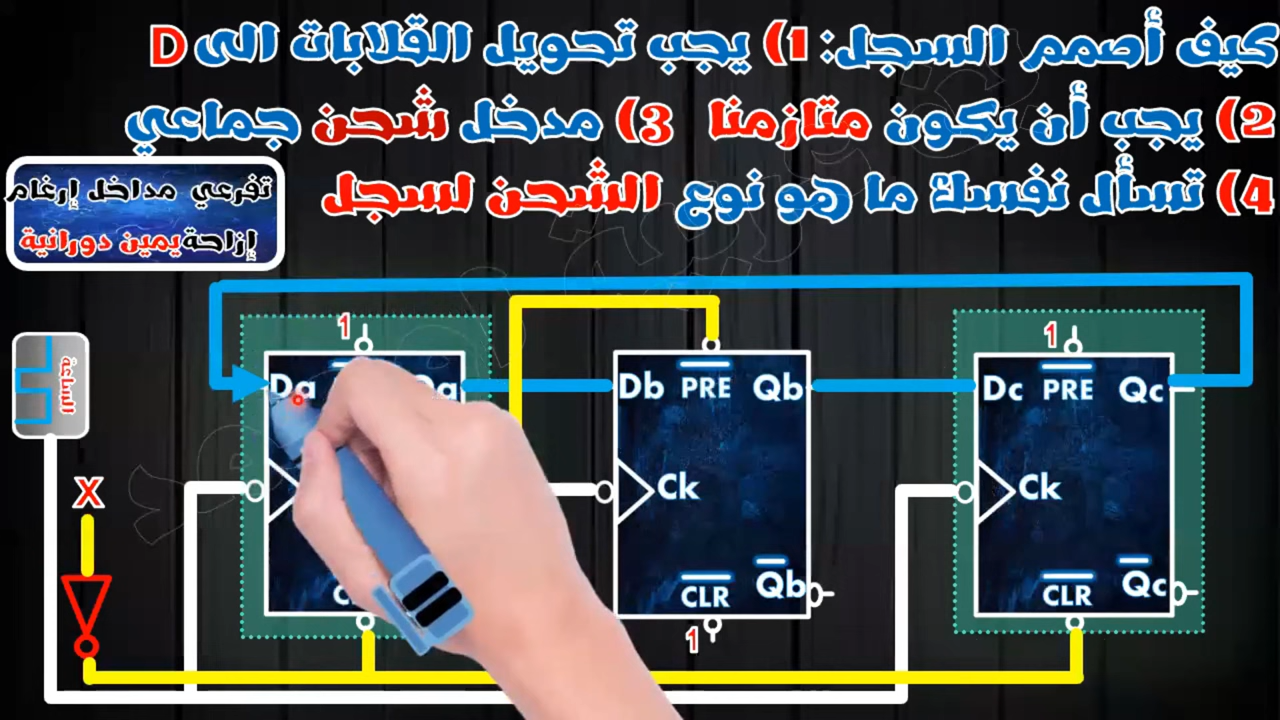 كيف أصمم السجل: 1) يجب تحويل القلابات الى D
2) يجب أن يكون متازمنا 3) مدخل شحن جماعي
4) تسأل نفسك ما هو نوع الشحن لسجل
تفرعي مداخل إرغام
إزاحة يمين دورانية
الساعة
X
1
Da
Qa
Db PRE Qb
Ck
CLR
Qb
1
1
Dc PRE Qc
Ck
CLR
Qc